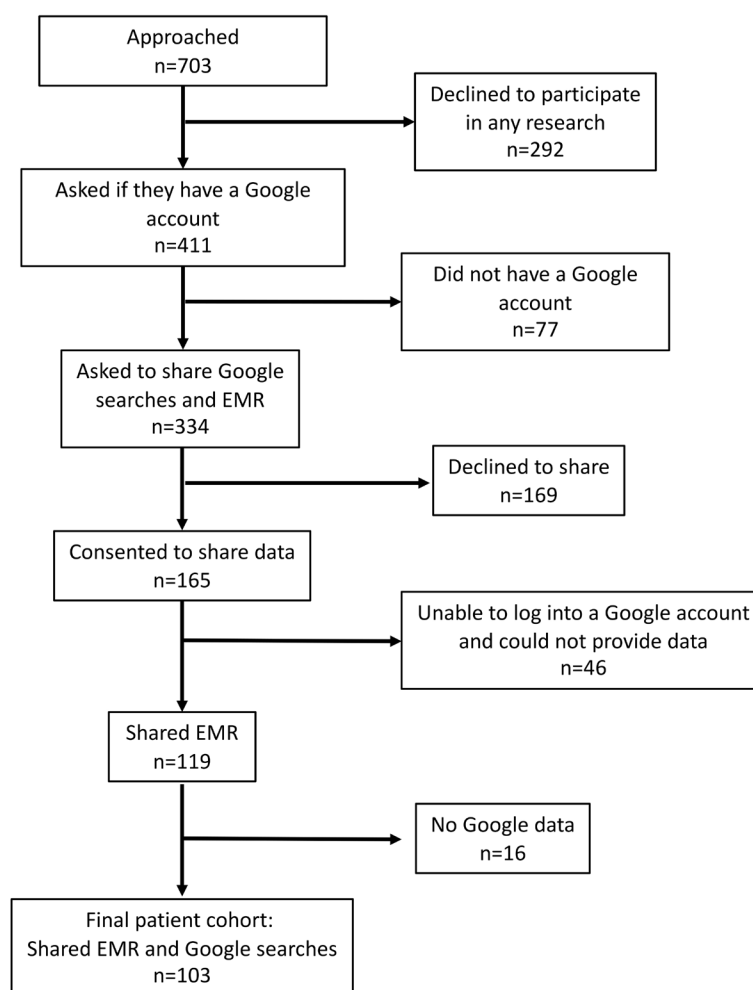 Approached
n=703
Declined to participate
in any research
n=292
Asked if they have a Google
account
n=411
Did not have a Google
account
n=77
Asked to share Google
searches and EMR
n=334
Declined to share
n=169
Consented to share data
n=165
Unable to log into a Google account
and could not provide data
n=46
Shared EMR
n=119
No Google data
n=16
Final patient cohort:
Shared EMR and Google searches
n=103